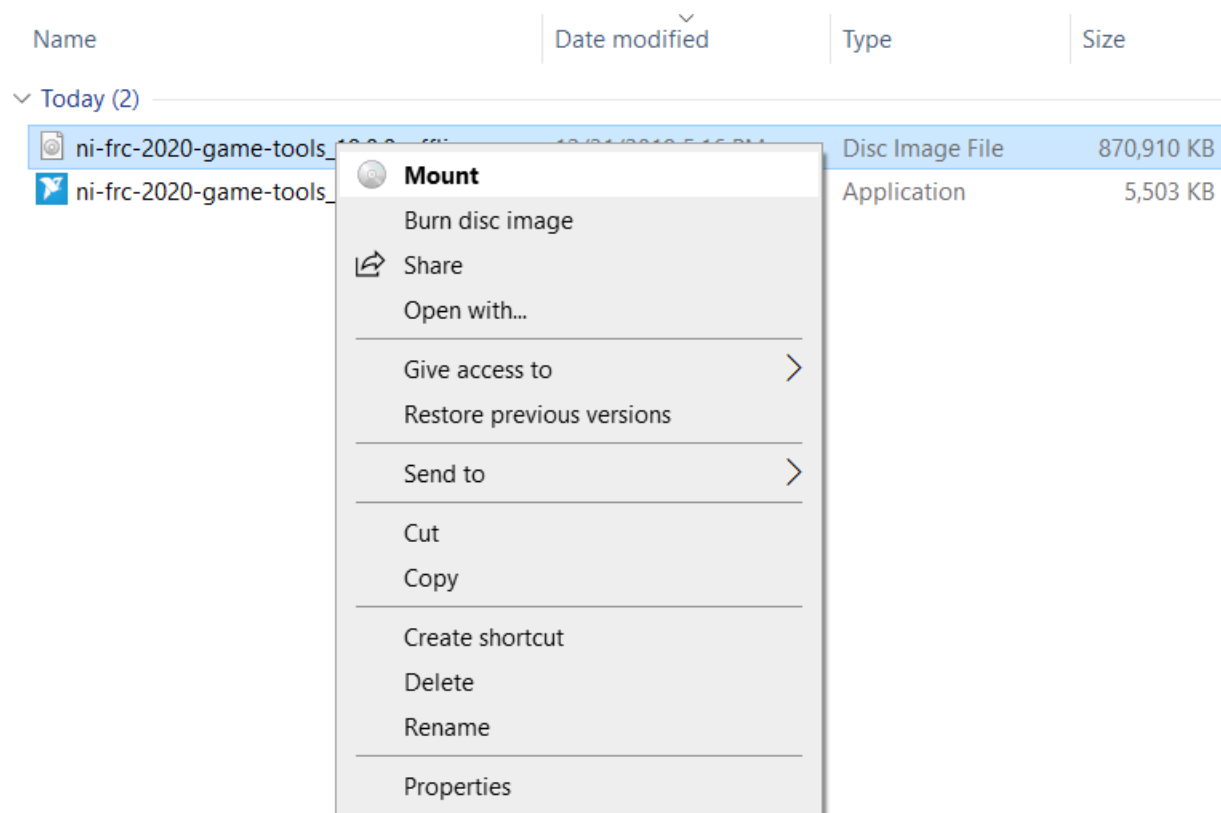 Name Date modified Type Size
Today (2)
ni-frc-2020-game-tools_ Disc Image File 870,910 KB
ni-frc-2020-game-tools_ Application 5,503 KB
Mount
Burn disc image
Share
Open with...
Give access to
Restore previous versions
Send to
Cut
Copy
Create shortcut
Delete
Rename
Properties